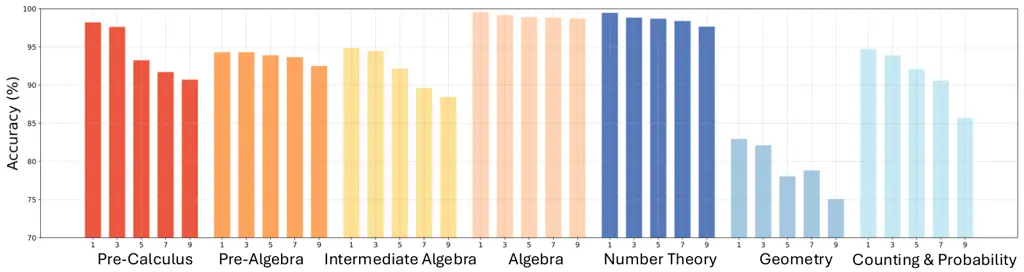 Accuracy (%)
100
95
90
85
80
75
70
1 3 5 7 9 1 3 5 7 9 1 3 5 7 9 1 3 5 7 9 1 3 5 7 9 1 3 5 7 9 1 3 5 7 9
Pre-Calculus Pre-Algebra Intermediate Algebra Algebra Number Theory Geometry Counting & Probability